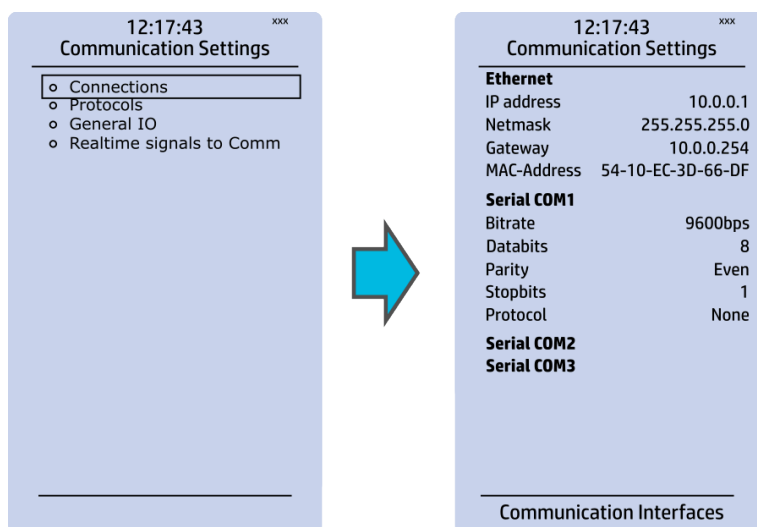 12:17:43 xxx
Communication Settings
Connections
Protocols
General IO
Realtime signals to Comm
12:17:43 xxx
Communication Settings
Ethernet
IP address 10.0.0.1
Netmask 255.255.255.0
Gateway 10.0.0.254
MAC-Address 54-10-EC-3D-66-DF
Serial COM1
Bitrate 9600bps
Databits 8
Parity Even
Stopbits 1
Protocol None
Serial COM2
Serial COM3
Communication Interfaces